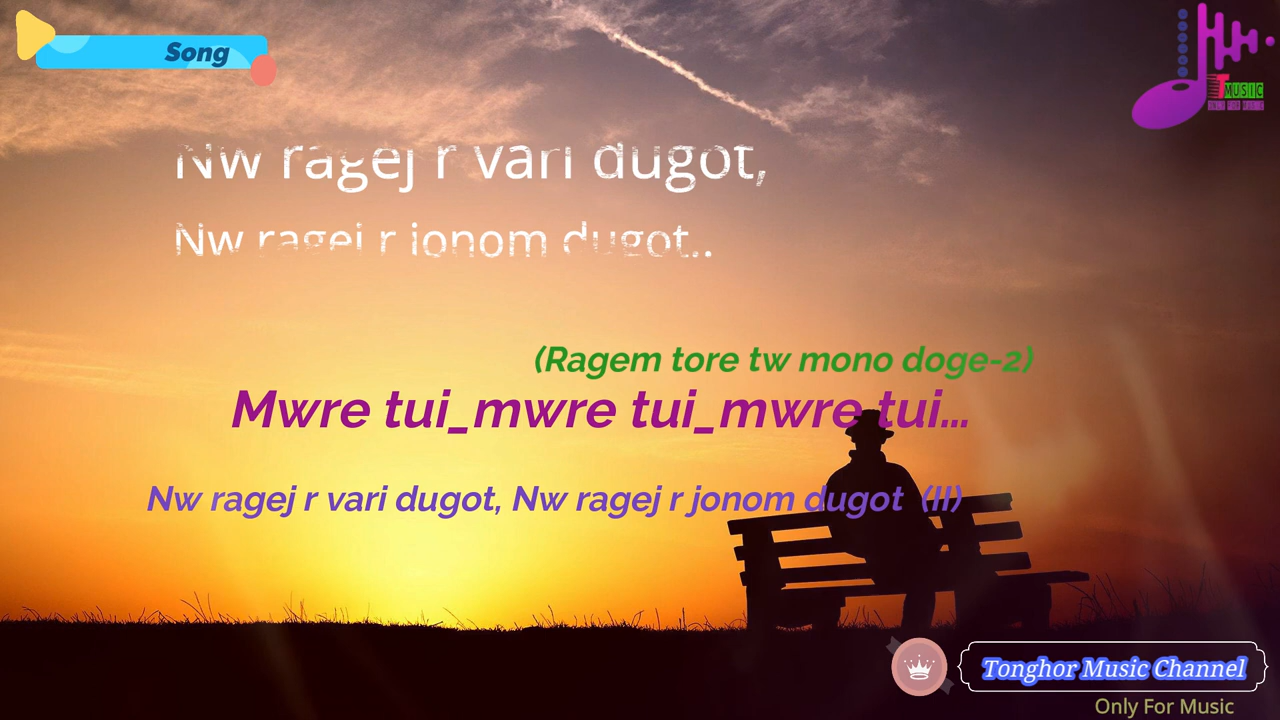 Song
MUSIC
Nw ragej r vari dugot,
Nw ragej r jonom dugot..
(Ragem tore tw mono doge-2)
Mwre tui_mwre tui_mwre tui...
Nw ragej r vari dugot, Nw ragej r jonom dugot (II)
Tonghor Music Channel
Only For Music